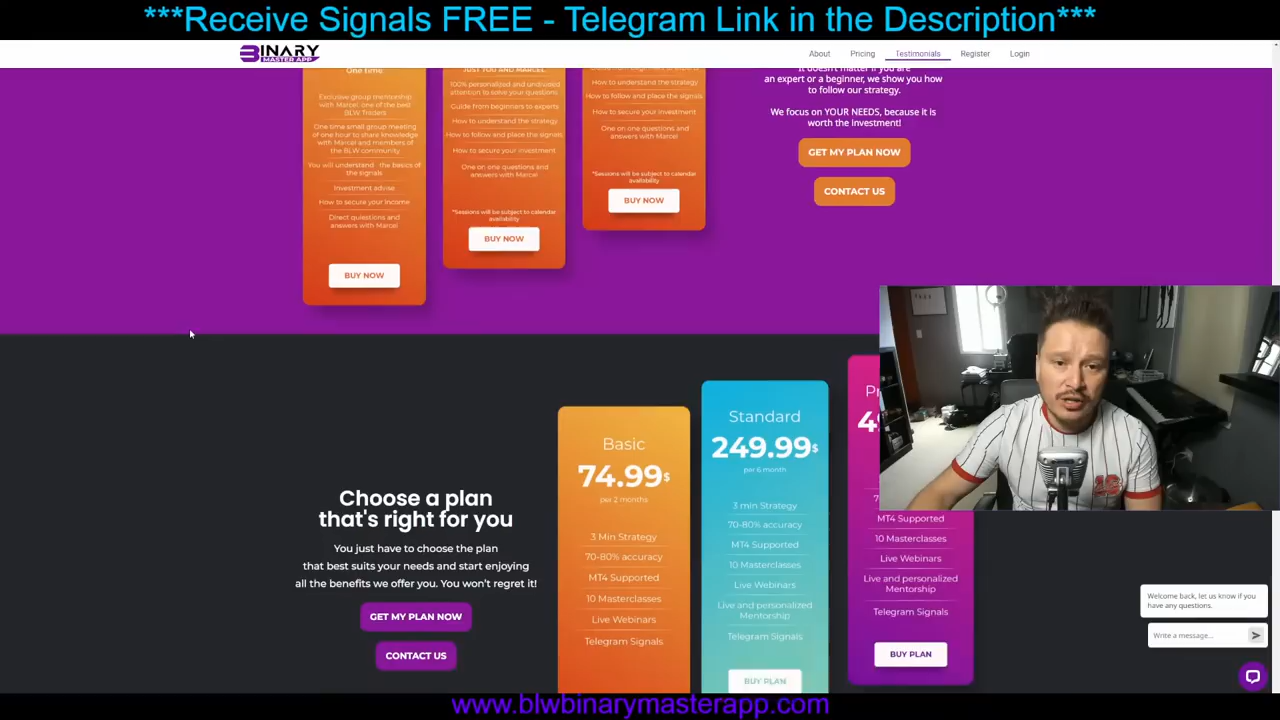 ***Receive Signals FREE - Telegram Link in the Description***
BINARY
MASTER APP
About
Pricing
Testimonials
Register
Login
One time
Exclusive group mentorship
with Marcel, one of the best
BLW Traders
One time small group meeting
of one hour to share knowledge
with Marcel and members of
the BLW community
You will understand the basics of
the signals
Investment advise
How to secure your income
Direct questions and
answers with Marcel
BUY NOW
JUST YOU AND MARCEL
100% personalized and undivided
attention to solve your questions
Guide from beginners to experts
How to understand the strategy
How to follow and place the signals
How to secure your investment
One on one questions and
answers with Marcel
*Sessions will be subject to calendar
availability
BUY NOW
How to understand the strategy
How to follow and place the signals
How to secure your investment
One on one questions and
answers with Marcel
*Sessions will be subject to calendar
availability
BUY NOW
It doesn't matter if you are
an expert or a beginner, we show you how
to follow our strategy.
We focus on YOUR NEEDS, because it is
worth the investment!
GET MY PLAN NOW
CONTACT US
Choose a plan
that's right for you
You just have to choose the plan
that best suits your needs and start enjoying
all the benefits we offer you. You won't regret it!
GET MY PLAN NOW
CONTACT US
Basic
74.99$
per 2 months
3 Min Strategy
70-80% accuracy
MT4 Supported
10 Masterclasses
Live Webinars
Telegram Signals
Standard
249.99$
per 6 month
3 min Strategy
70-80% accuracy
MT4 Supported
10 Masterclasses
Live Webinars
Live and personalized
Mentorship
Telegram Signals
BUY PLAN
MT4 Supported
10 Masterclasses
Live Webinars
Live and personalized
Mentorship
Telegram Signals
BUY PLAN
Welcome back, let us know if you
have any questions.
Write a message...
www.blwbinarymasterapp.com